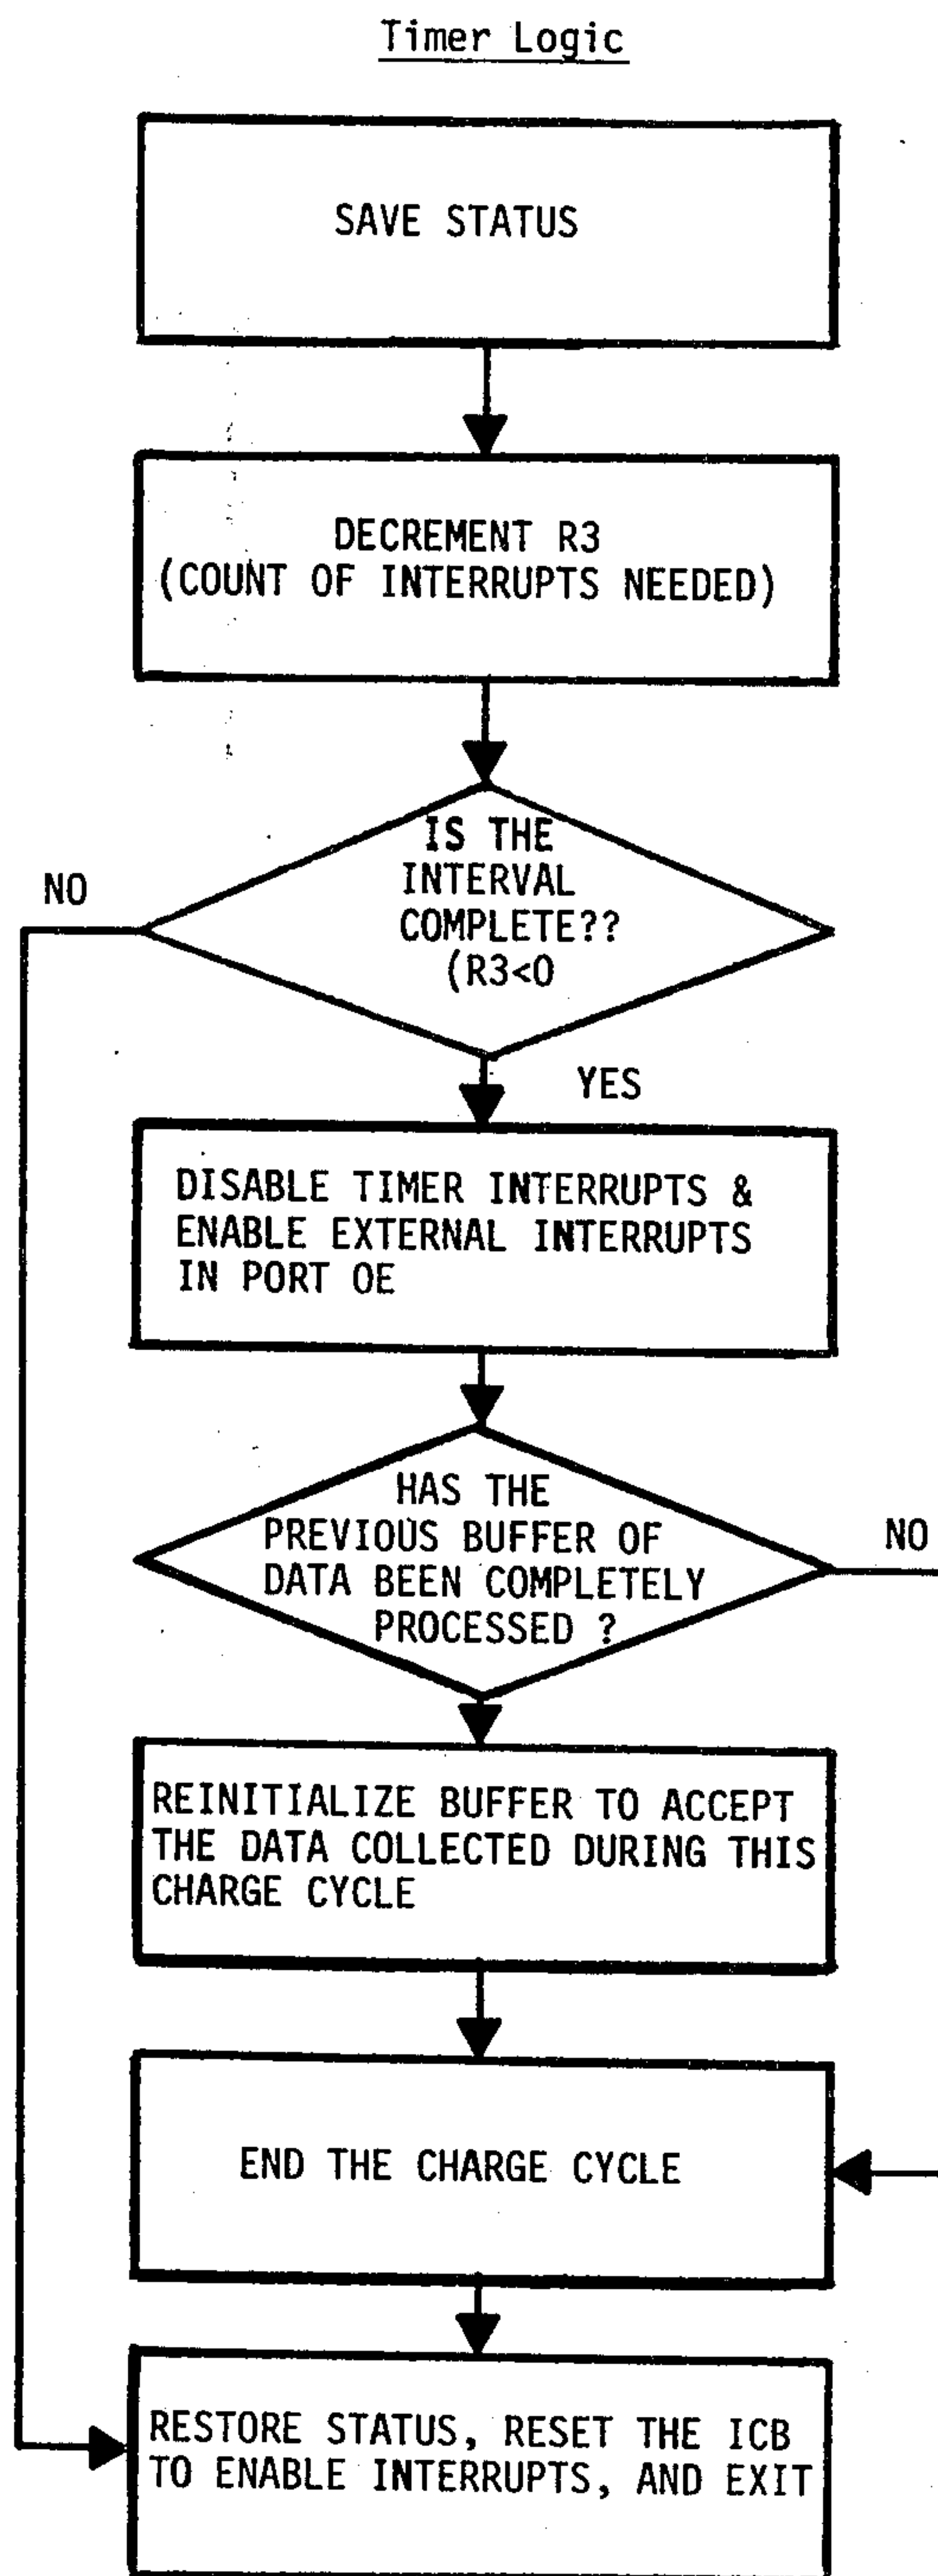 Timer Logic
SAVE STATUS
DECREMENT R3
(COUNT OF INTERRUPTS NEEDED)
IS THE
INTERVAL
COMPLETE??
(R3<0
NO
YES
DISABLE TIMER INTERRUPTS &
ENABLE EXTERNAL INTERRUPTS
IN PORT OE
HAS THE
PREVIOUS BUFFER OF
DATA BEEN COMPLETELY
PROCESSED ?
NO
REINITIALIZE BUFFER TO ACCEPT
THE DATA COLLECTED DURING THIS
CHARGE CYCLE
END THE CHARGE CYCLE
RESTORE STATUS, RESET THE ICB
TO ENABLE INTERRUPTS, AND EXIT